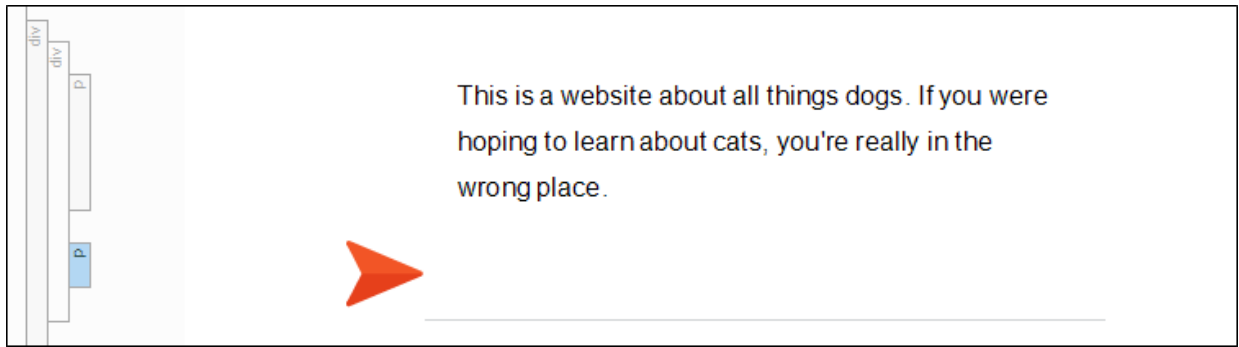 div
div
p
This is a website about all things dogs. If you were
hoping to learn about cats, you're really in the
wrong place.
p